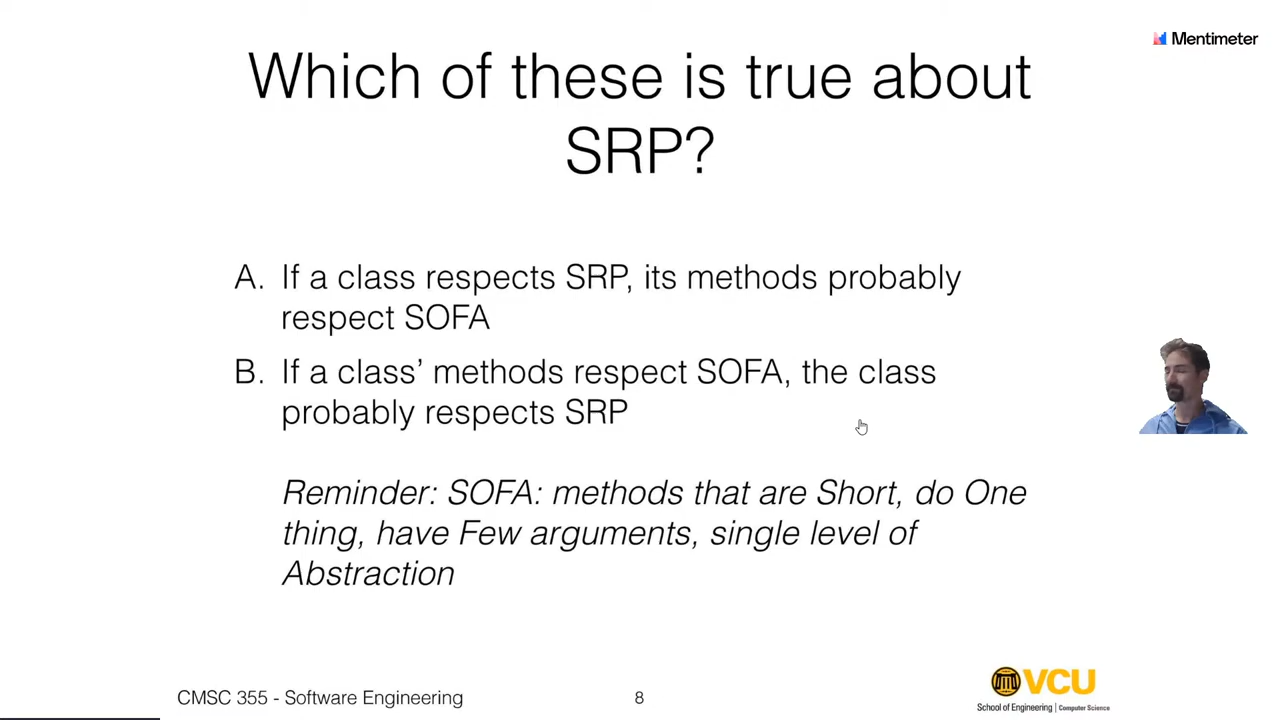 Mentimeter
Which of these is true about
SRP?
A. If a class respects SRP, its methods probably
respect SOFA
B. If a class’ methods respect SOFA, the class
probably respects SRP
Reminder: SOFA: methods that are Short, do One
thing, have Few arguments, single level of
Abstraction
CMSC 355 - Software Engineering
8
VCU
School of Engineering | Computer Science